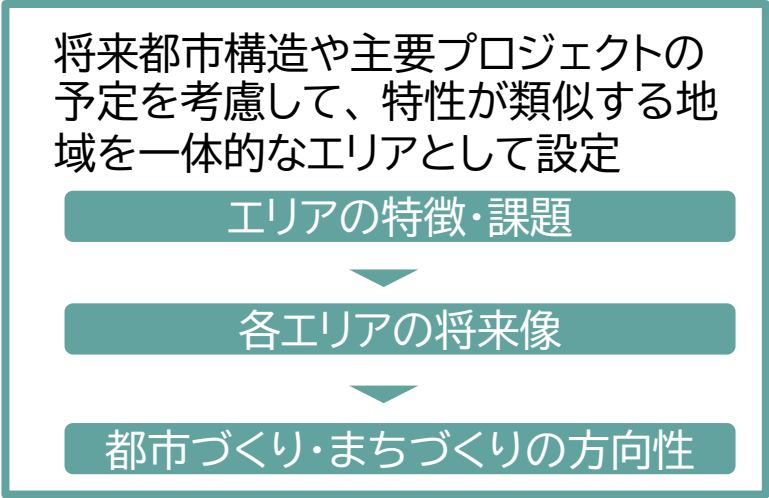 将来都市構造や主要プロジェクトの
予定を考慮して、特性が類似する地
域を一体的なエリアとして設定
エリアの特徴・課題
各エリアの将来像
都市づくり・まちづくりの方向性